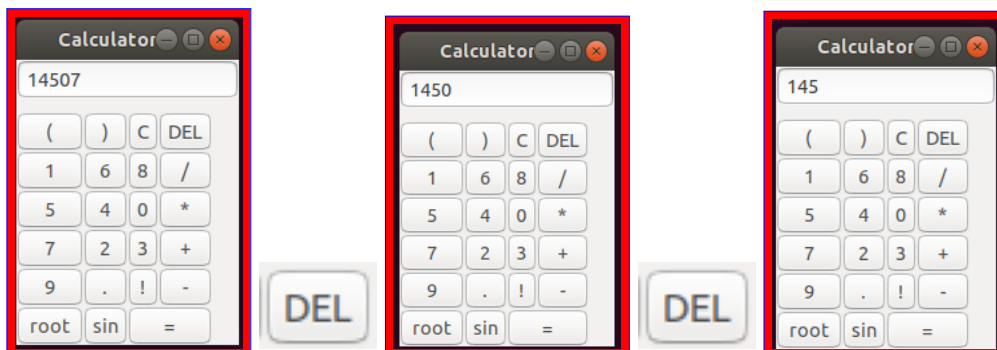 Calculator
14507
( ) C DEL
1 6 8 /
5 4 0 *
7 2 3 +
9 . ! -
root sin =
DEL
Calculator
1450
( ) C DEL
1 6 8 /
5 4 0 *
7 2 3 +
9 . ! -
root sin =
DEL
Calculator
145
( ) C DEL
1 6 8 /
5 4 0 *
7 2 3 +
9 . ! -
root sin =